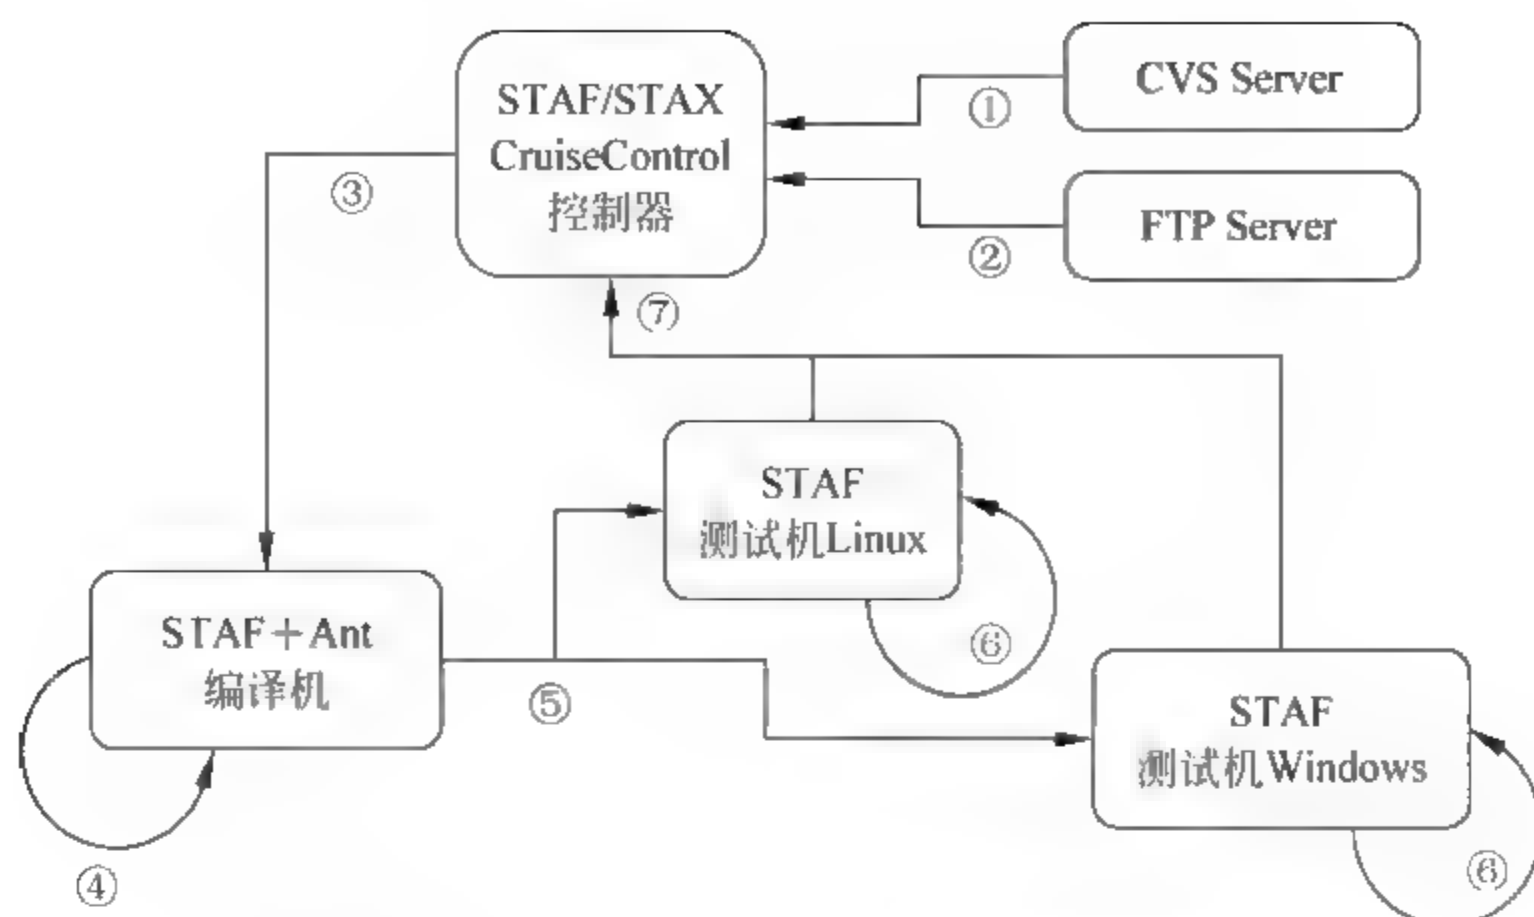 STAF/STAX
CruiseControl
控制器
CVS Server
①
FTP Server
②
③
⑦
STAF
测试机Linux
⑥
STAF+Ant
编译机
⑤
④
STAF
测试机Windows
⑥